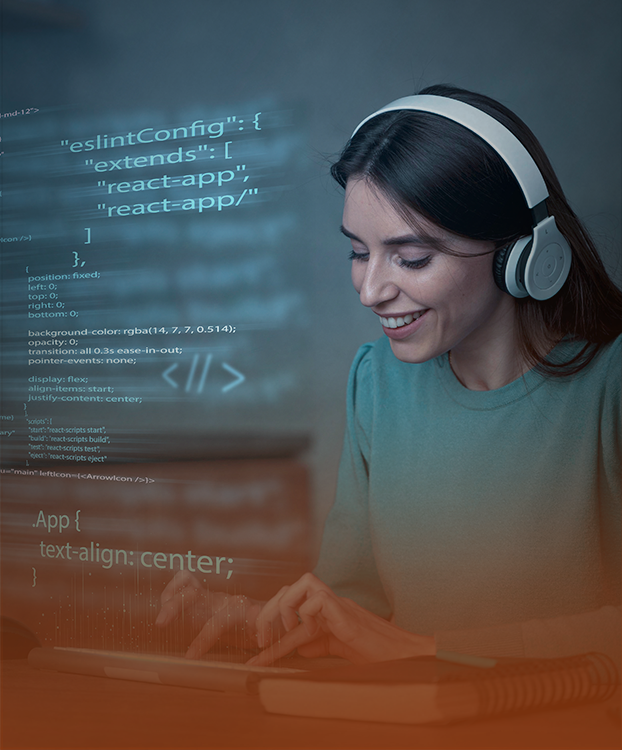 -md-12">
"eslintConfig": {
"extends": [
"react-app",
"react-app/"
]
},
con />)
{
position: fixed;
left: 0;
top: 0;
right: 0;
bottom: 0;
background-color: rgba(14, 7, 7, 0.514);
opacity: 0;
transition: all 0.3s ease-in-out;
pointer-events: none;
<//>
display: flex;
align-items: start;
justify-content: center;
}
"scripts": {
"start": "react-scripts start",
"build": "react-scripts build",
"test": "react-scripts test",
"eject": "react-scripts eject"
="main" leftIcon={<ArrowIcon />}>
.App {
text-align: center;
}